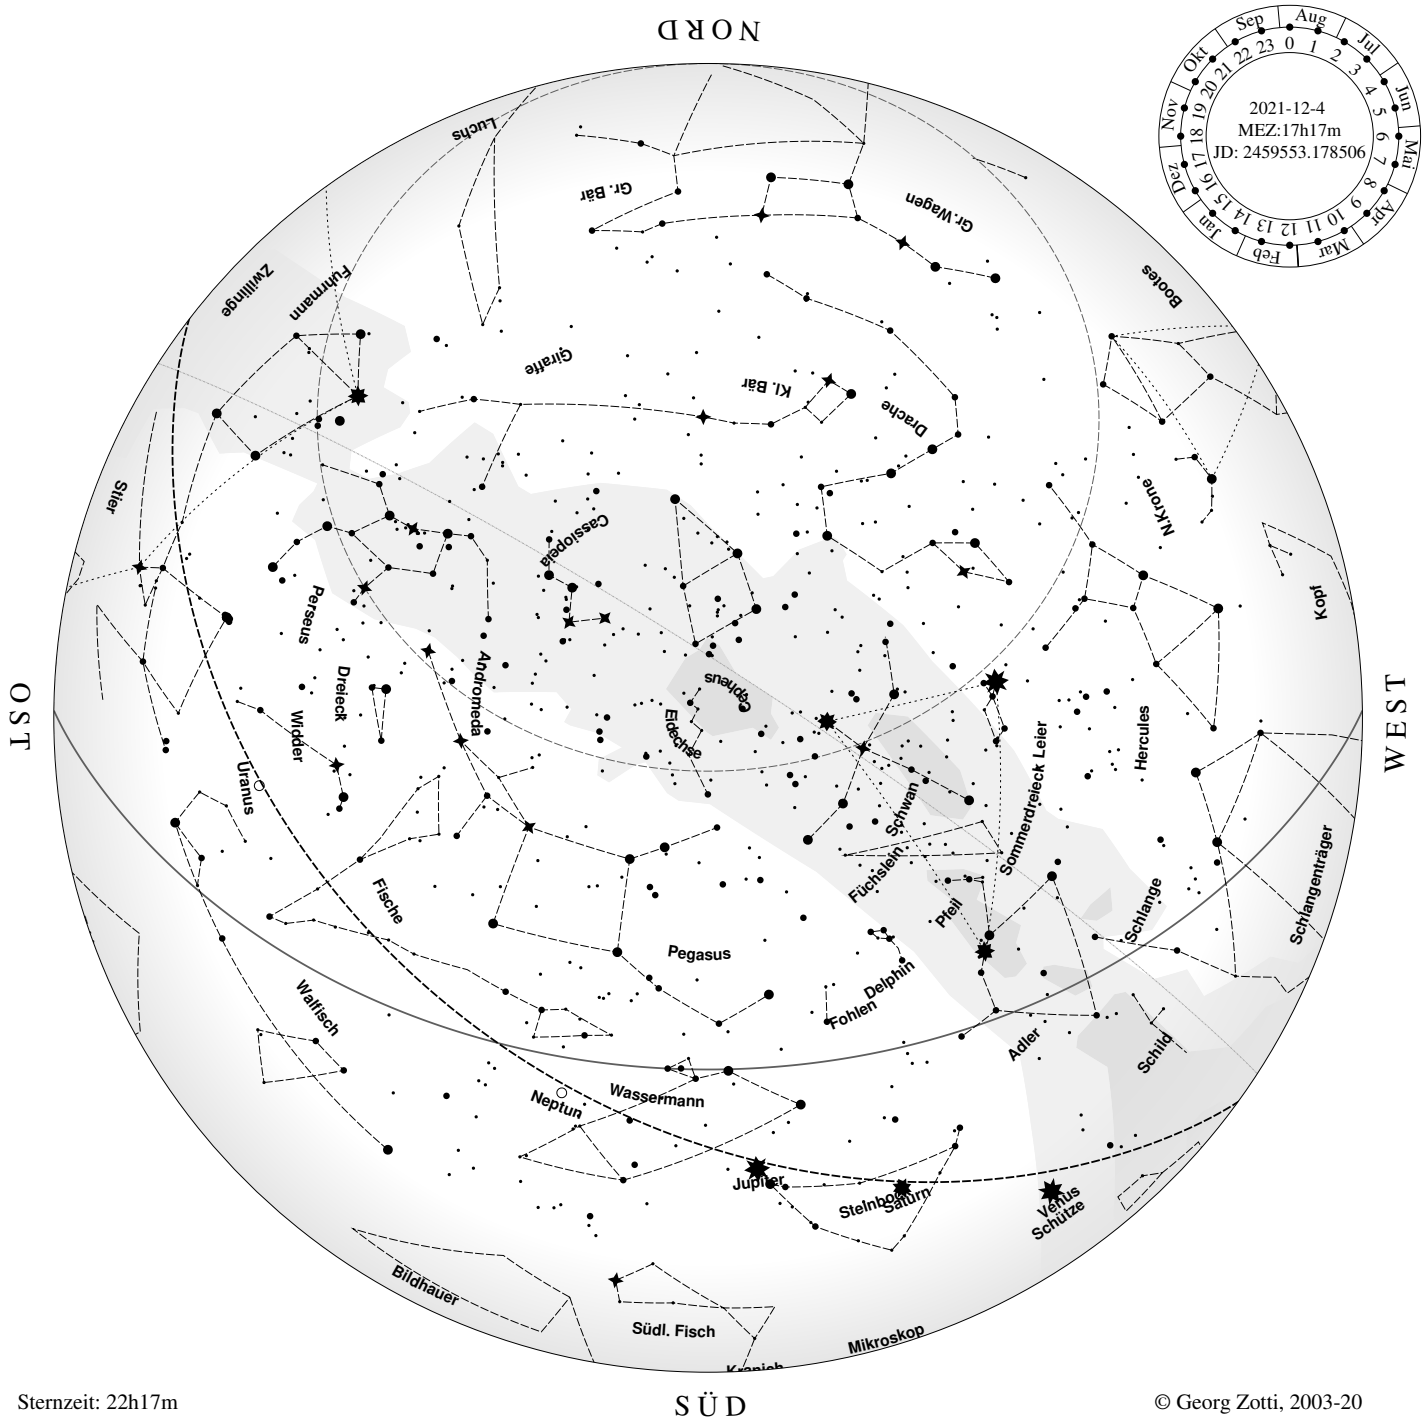 NORD
Sep
Aug
Jul
Jun
Mai
Apr
Mar
Feb
Jan
Dez
Nov
Okt
0
1
2
3
4
5
6
7
8
9
10
11
12
13
14
15
16
17
18
19
20
21
22
23
2021-12-4
MEZ:17h17m
JD: 2459553.178506
Luchs
Gr. Bär
Gr.Wagen
Bootes
Zwillinge
Fuhrmann
Giraffe
Kl. Bär
Drache
Stier
N.Krone
Cassiopeia
Perseus
Kopf
Dreieck
Andromeda
Cepheus
Eidechse
Widder
Uranus
OST
WEST
Hercules
Leier
Sommerdreieck
Schwan
Füchslein
Schlangenträger
Fische
Pfeil
Schlange
Pegasus
Delphin
Fohlen
Walfisch
Adler
Schild
Neptun
Wassermann
Jupiter
Steinbock
Saturn
Venus
Schütze
Bildhauer
Südl. Fisch
Mikroskop
Kranich
Sternzeit: 22h17m
SÜD
© Georg Zotti, 2003-20